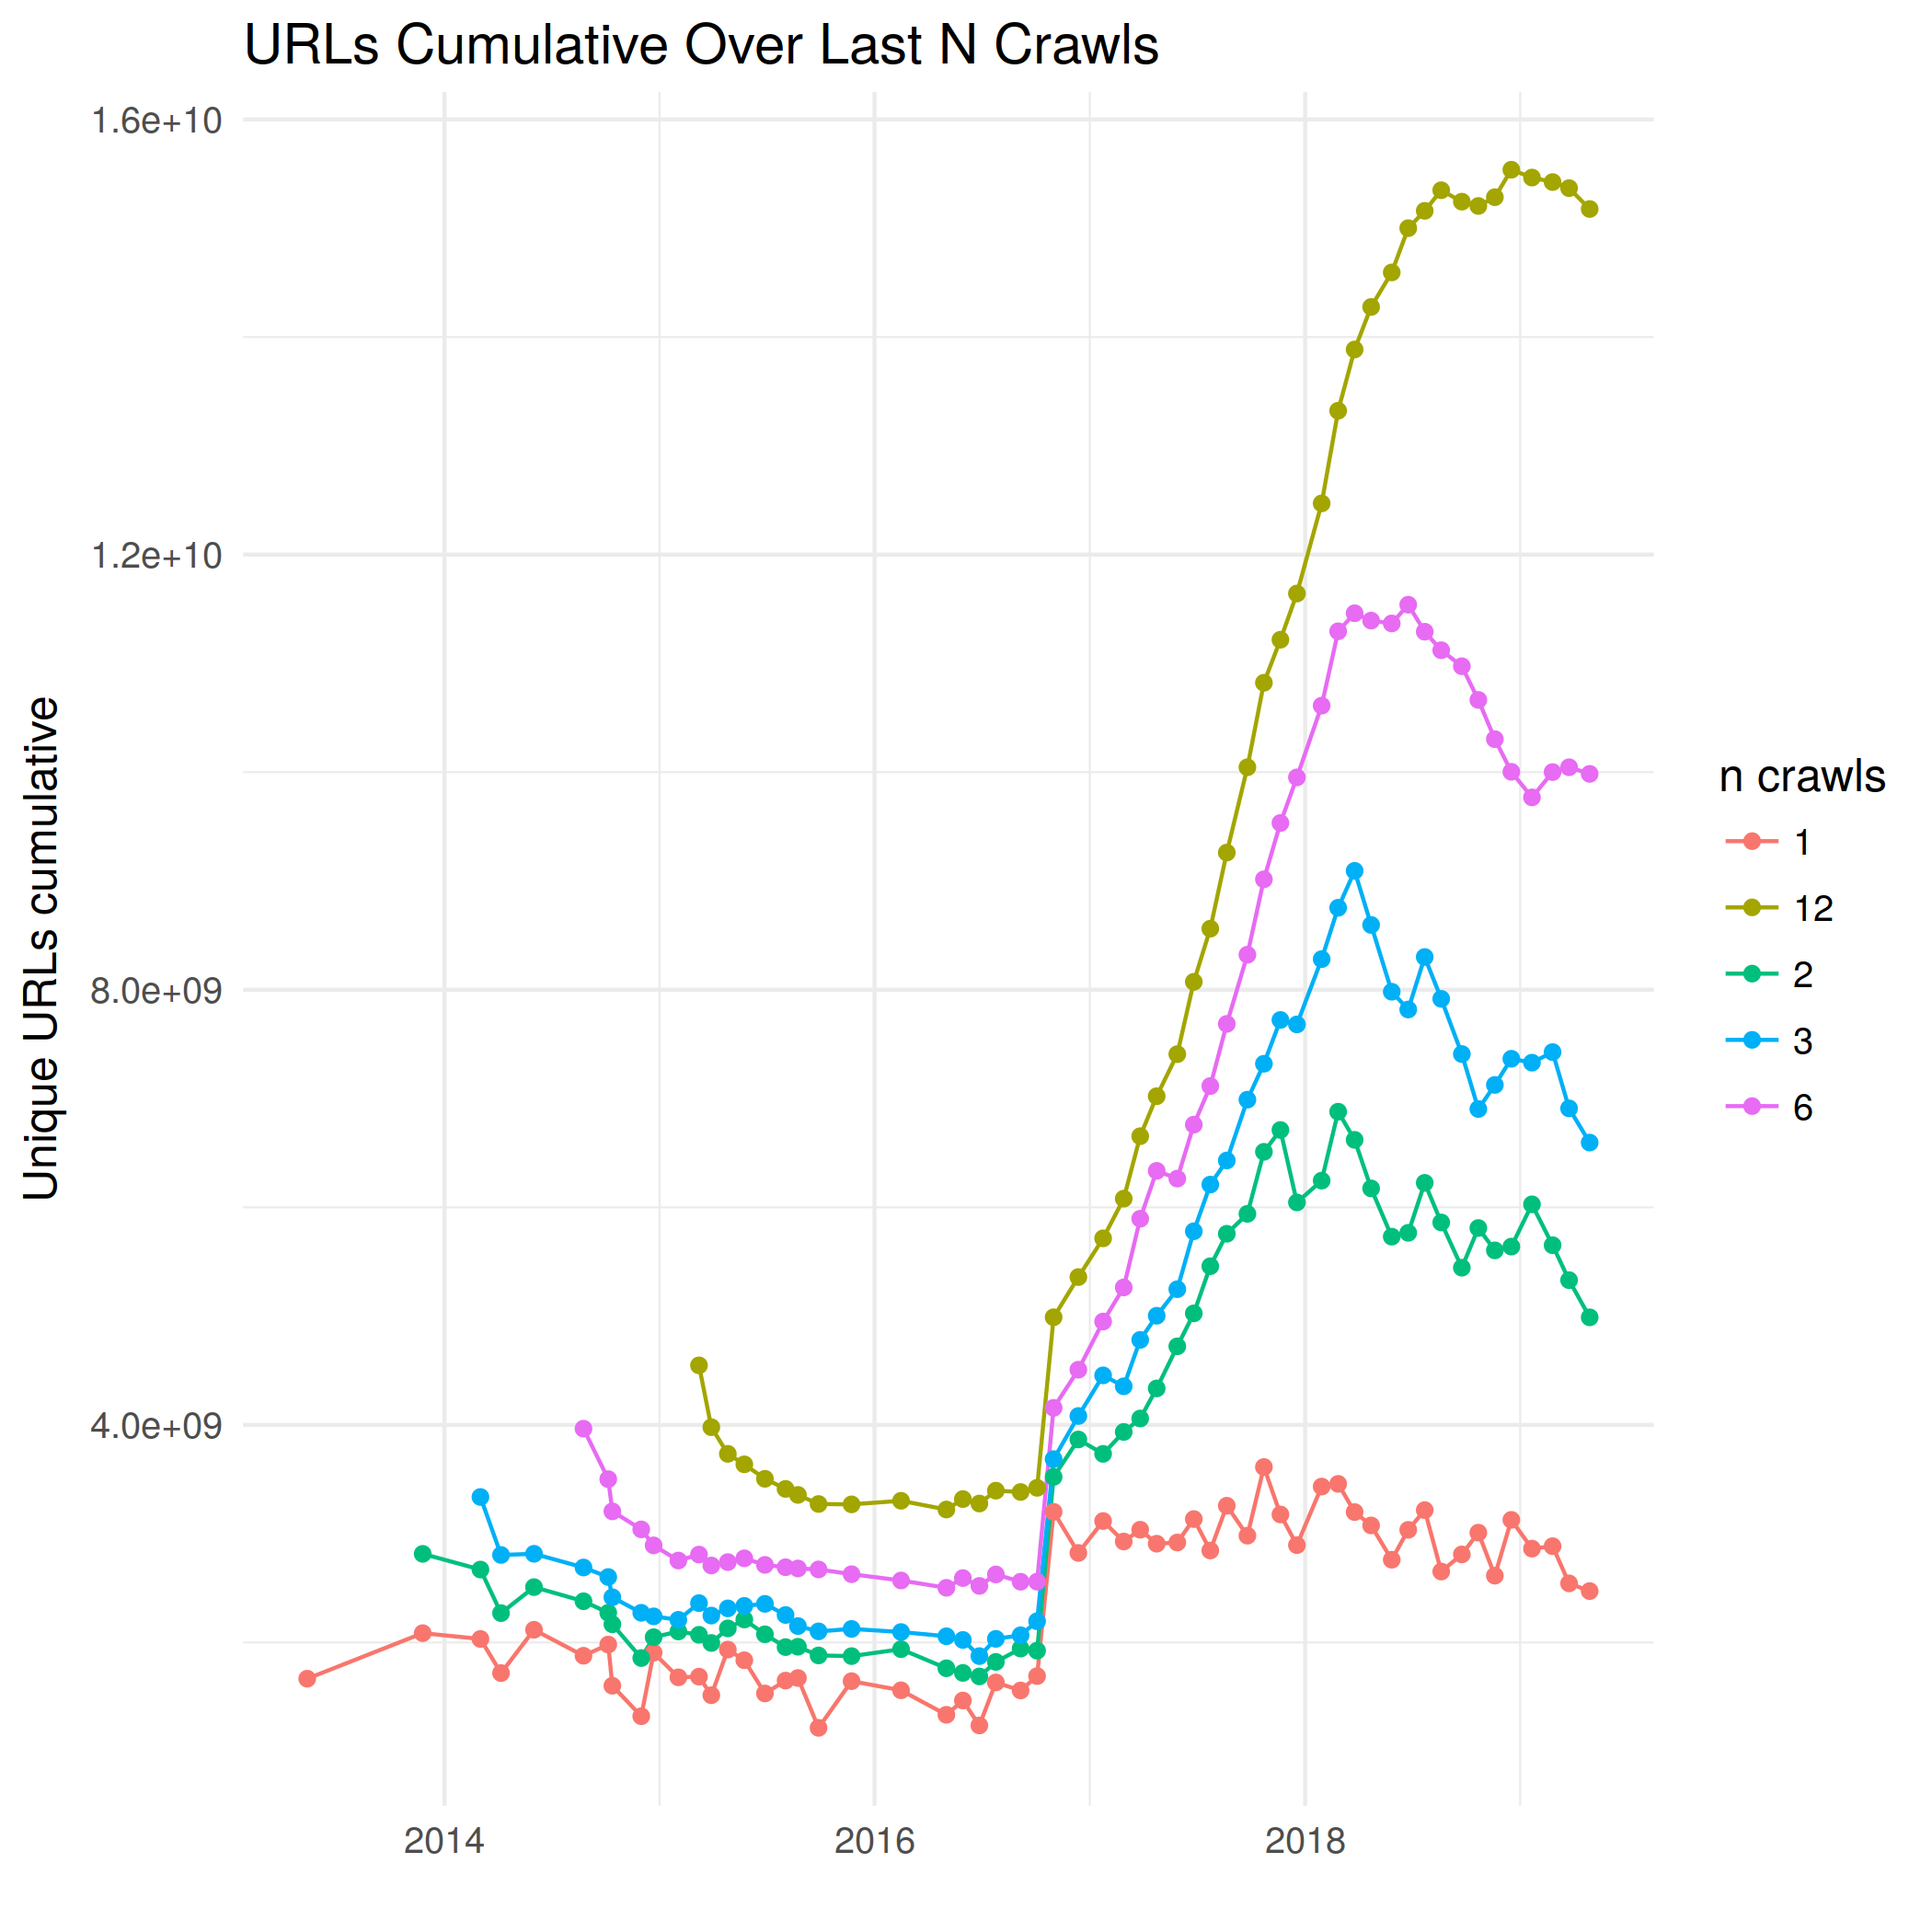 URLs Cumulative Over Last N Crawls
1.6e+10
1.2e+10
8.0e+09
4.0e+09
Unique URLs cumulative
2014
2016
2018
n crawls
1
12
2
3
6